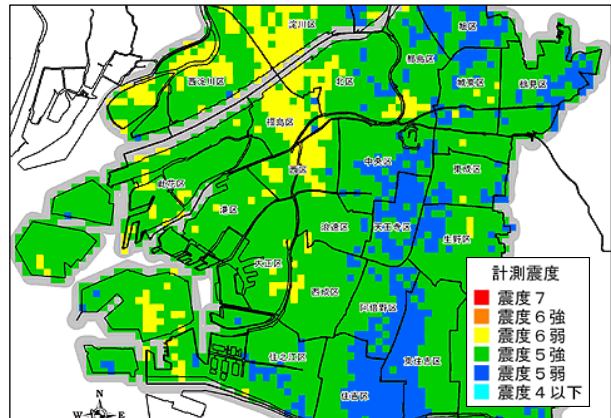 淀川区
旭区
都島区
西淀川区
北区
城東区
鶴見区
福島区
中央区
西区
東成区
此花区
港区
浪速区
天王寺区
生野区
大正区
西成区
阿倍野区
住之江区
東住吉区
住吉区
計測震度
震度7
震度6強
震度6弱
震度5強
震度5弱
震度4以下
N
W
E